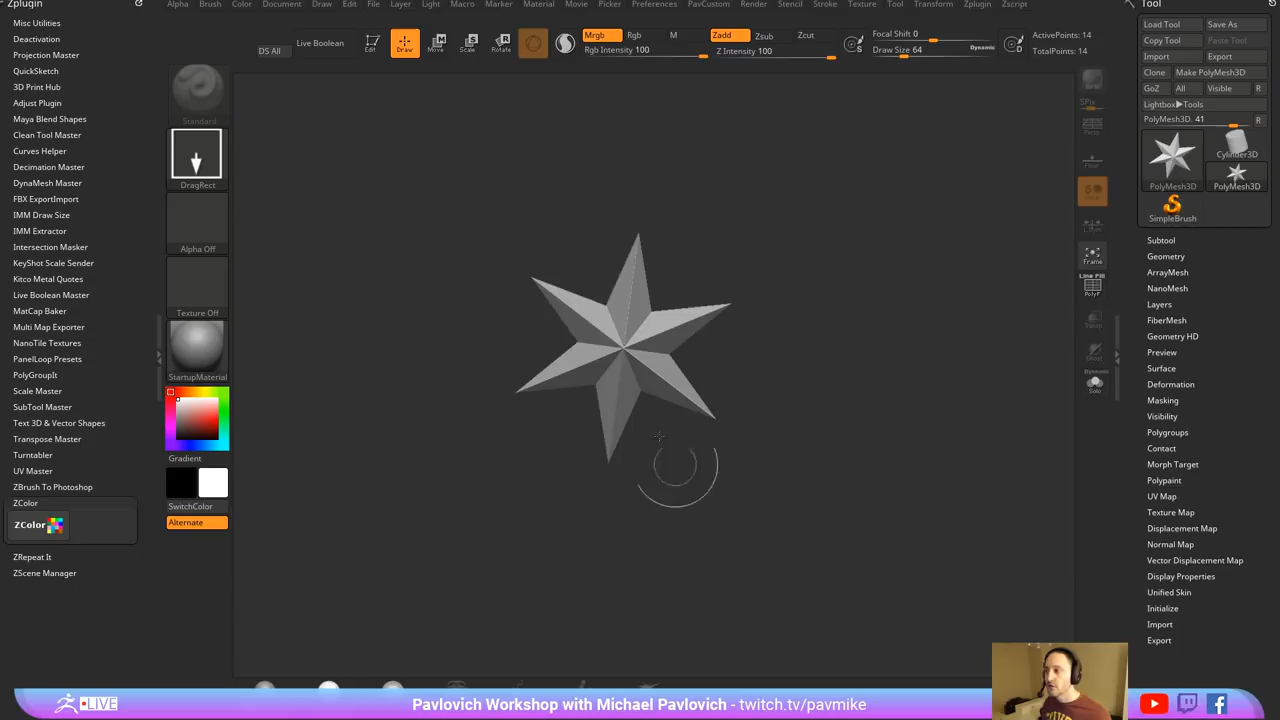 Zplugin
Alpha Brush Color Document Draw Edit File Layer Light Macro Marker Material Movie Picker Preferences PavCustom Render Stencil Stroke Texture Tool Transform Zplugin Zscript
Tool
Misc Utilities
Deactivation
Projection Master
QuickSketch
3D Print Hub
Adjust Plugin
Maya Blend Shapes
Clean Tool Master
Curves Helper
Decimation Master
DynaMesh Master
FBX ExportImport
IMM Draw Size
IMM Extractor
Intersection Masker
KeyShot Scale Sender
Kitco Metal Quotes
Live Boolean Masters
MatCap Baker
Multi Map Exporter
NanoTile Textures
PanelLoop Presets
PolyGroupIt
Scale Master
SubTool Master
Text 3D & Vector Shapes
Transpose Master
Turntabler
UV Master
ZBrush To Photoshop
ZColor
ZColor
ZRepeat It
ZScene Manager
DS All
Live Boolean
Edit
Draw
Move
Scale
Rotate
Mrgb Rgb M
Rgb Intensity 100
Zadd Zsub Zcut
Z Intensity 100
S
Focal Shift 0
Draw Size 64
Dynamic
D
ActivePoints: 14
TotalPoints: 14
Standard
DragRect
Alpha Off
Texture Off
StartupMaterial
Gradient
SwitchColor
Alternate
SPix
Persp
Floor
Frame
Line Fill
PolyF
Transp
Ghost
Dynamic
Solo
Load Tool Save As
Copy Tool Paste Tool
Import Export
Clone Make PolyMesh3D
GoZ All Visible R
Lightbox▶Tools
PolyMesh3D. 41 R
PolyMesh3D
Cylinder3D
PolyMesh3D
SimpleBrush
Subtool
Geometry
ArrayMesh
NanoMesh
Layers
FiberMesh
Geometry HD
Preview
Surface
Deformation
Masking
Visibility
Polygroups
Contact
Morph Target
Polypaint
UV Map
Texture Map
Displacement Map
Normal Map
Vector Displacement Map
Display Properties
Unified Skin
Initialize
Import
Export
LIVE
Pavlovich Workshop with Michael Pavlovich - twitch.tv/pavmike